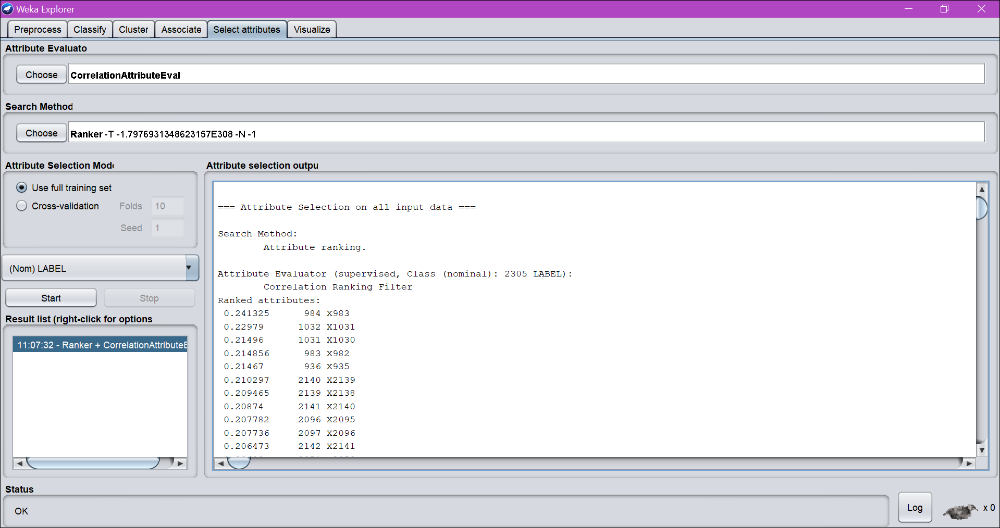 Weka Explorer
Preprocess Classify Cluster Associate Select attributes Visualize
Attribute Evaluato
Choose CorrelationAttributeEval
Search Method
Choose Ranker -T -1.7976931348623157E308 -N -1
Attribute Selection Mod
Use full training set
Cross-validation Folds 10
Seed 1
(Nom) LABEL
Start Stop
Result list (right-click for options
11:07:32 - Ranker + CorrelationAttributeE
Attribute selection outpu
=== Attribute Selection on all input data ===
Search Method:
Attribute ranking.
Attribute Evaluator (supervised, Class (nominal): 2305 LABEL):
Correlation Ranking Filter
Ranked attributes:
0.241325 984 X983
0.22979 1032 X1031
0.21496 1031 X1030
0.214856 983 X982
0.21467 936 X935
0.210297 2140 X2139
0.209465 2139 X2138
0.20874 2141 X2140
0.207782 2096 X2095
0.207736 2097 X2096
0.206473 2142 X2141
Status
OK
Log x 0